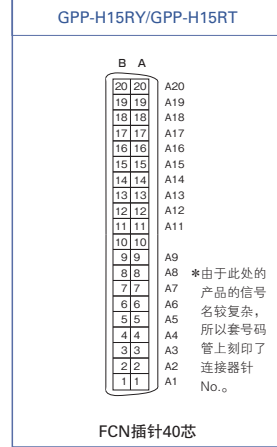 GPP-H15RY/GPP-H15RT
B A
20 20 A20
19 19 A19
18 18 A18
17 17 A17
16 16 A16
15 15 A15
14 14 A14
13 13 A13
12 12 A12
11 11 A11
10 10
9 9 A9
8 8 A8
7 7 A7
6 6 A6
5 5 A5
4 4 A4
3 3 A3
2 2 A2
1 1 A1
*由于此处的
产品的信号
名较复杂，
所以套号码
管上刻印了
连接器针
No.。
FCN插针40芯